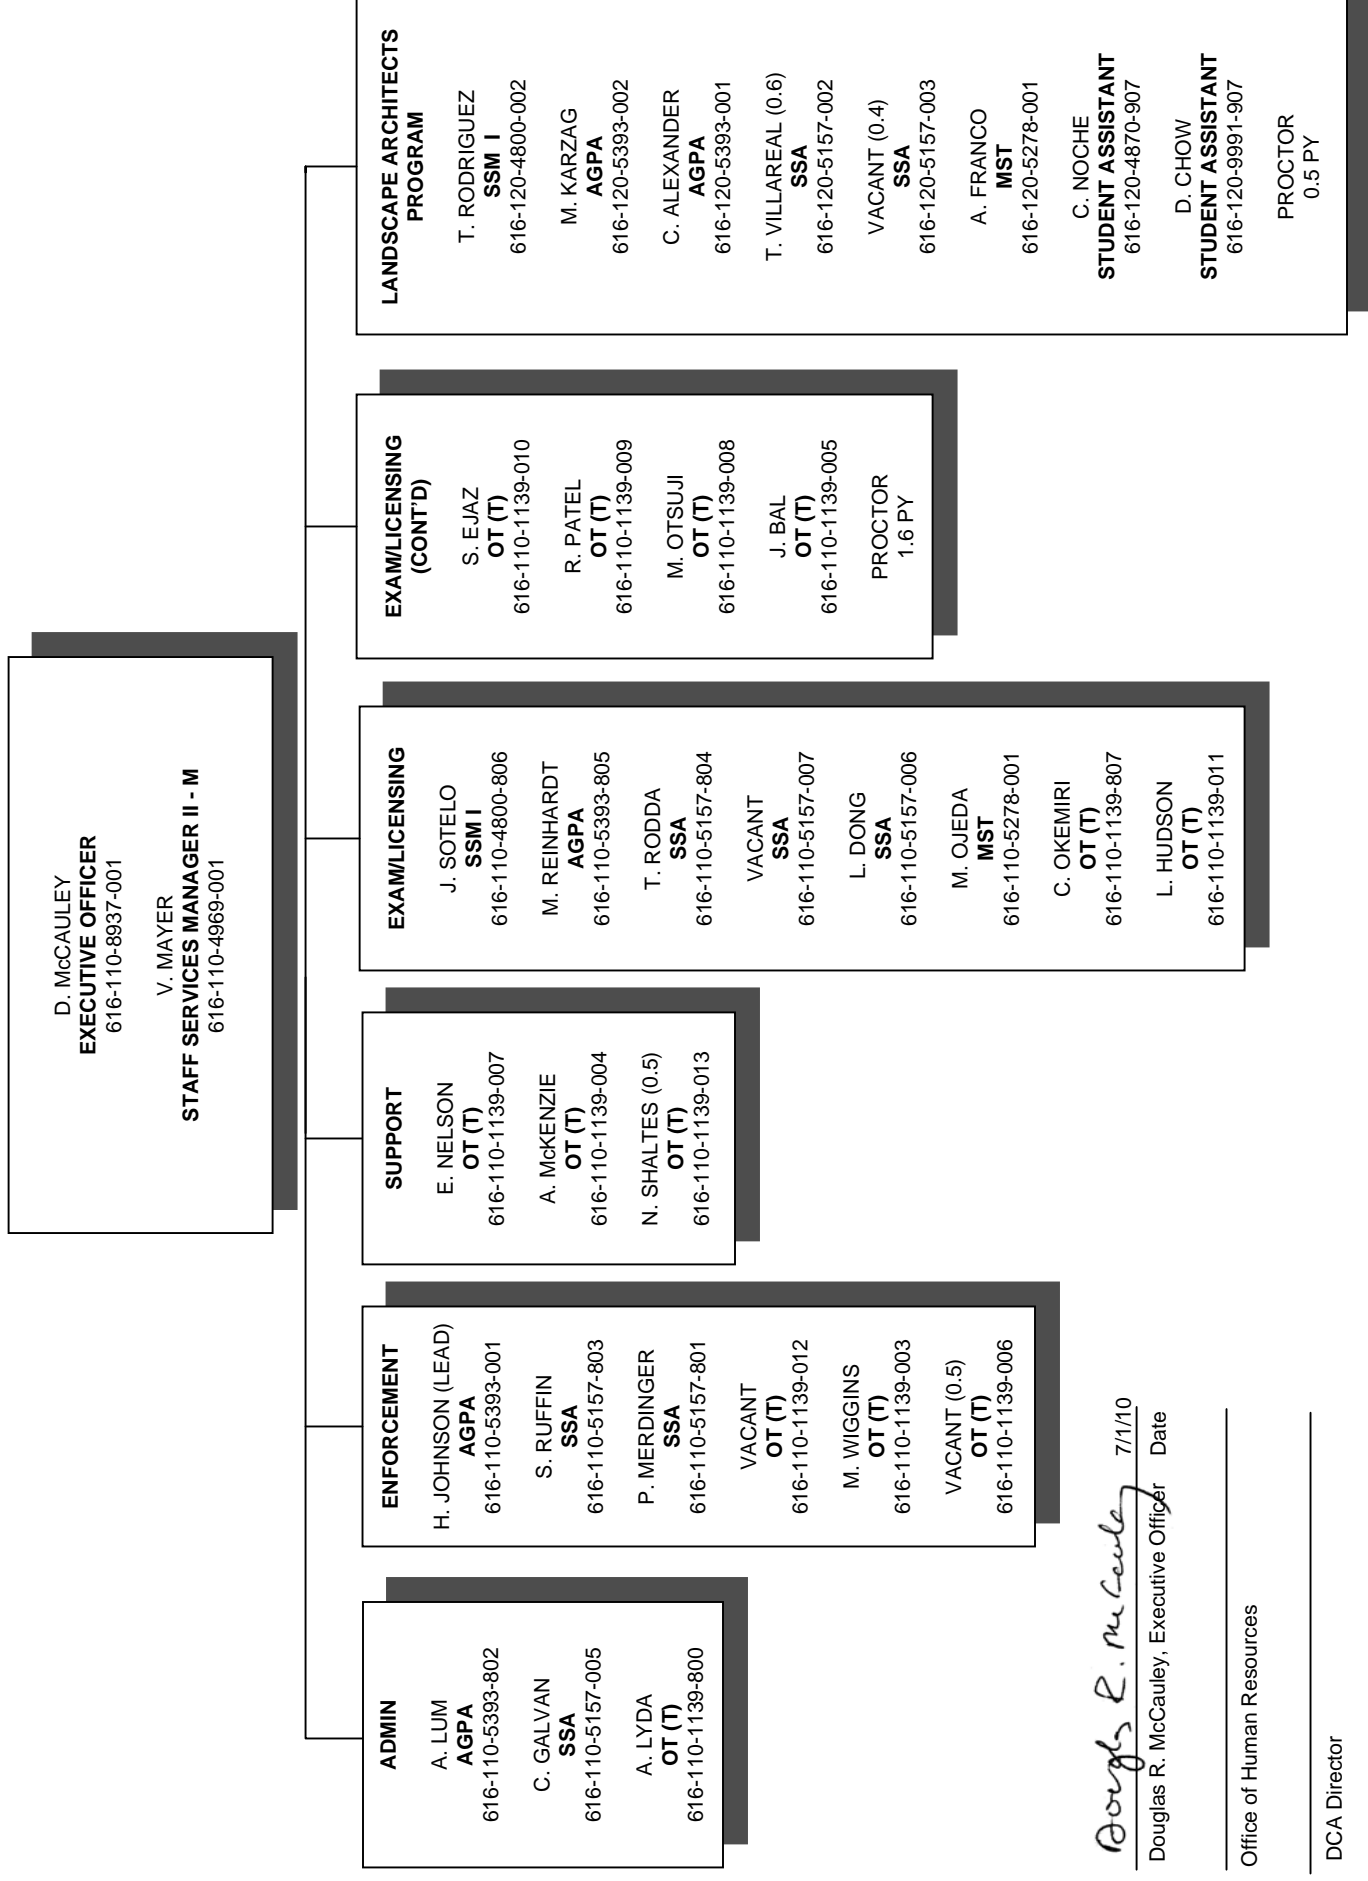 D. McCAULEY
EXECUTIVE OFFICER
616-110-8937-001
V. MAYER
STAFF SERVICES MANAGER II - M
616-110-4969-001
ADMIN
A. LUM
AGPA
616-110-5393-802
C. GALVAN
SSA
616-110-5157-005
A. LYDA
OT (T)
616-110-1139-800
ENFORCEMENT
H. JOHNSON (LEAD)
AGPA
616-110-5393-001
S. RUFFIN
SSA
616-110-5157-803
P. MERDINGER
SSA
616-110-5157-801
VACANT
OT (T)
616-110-1139-012
M. WIGGINS
OT (T)
616-110-1139-003
VACANT (0.5)
OT (T)
616-110-1139-006
SUPPORT
E. NELSON
OT (T)
616-110-1139-007
A. McKENZIE
OT (T)
616-110-1139-004
N. SHALTES (0.5)
OT (T)
616-110-1139-013
EXAM/LICENSING
J. SOTELO
SSM I
616-110-4800-806
M. REINHARDT
AGPA
616-110-5393-805
T. RODDA
SSA
616-110-5157-804
VACANT
SSA
616-110-5157-007
L. DONG
SSA
616-110-5157-006
M. OJEDA
MST
616-110-5278-001
C. OKEMIRI
OT (T)
616-110-1139-807
L. HUDSON
OT (T)
616-110-1139-011
EXAM/LICENSING
(CONT'D)
S. EJAZ
OT (T)
616-110-1139-010
R. PATEL
OT (T)
616-110-1139-009
M. OTSUJI
OT (T)
616-110-1139-008
J. BAL
OT (T)
616-110-1139-005
PROCTOR
1.6 PY
LANDSCAPE ARCHITECTS
PROGRAM
T. RODRIGUEZ
SSM I
616-120-4800-002
M. KARZAG
AGPA
616-120-5393-002
C. ALEXANDER
AGPA
616-120-5393-001
T. VILLAREAL (0.6)
SSA
616-120-5157-002
VACANT (0.4)
SSA
616-120-5157-003
A. FRANCO
MST
616-120-5278-001
C. NOCHE
STUDENT ASSISTANT
616-120-4870-907
D. CHOW
STUDENT ASSISTANT
616-120-9991-907
PROCTOR
0.5 PY
Douglas R. McCauley 7/1/10
Douglas R. McCauley, Executive Officer Date
Office of Human Resources
DCA Director